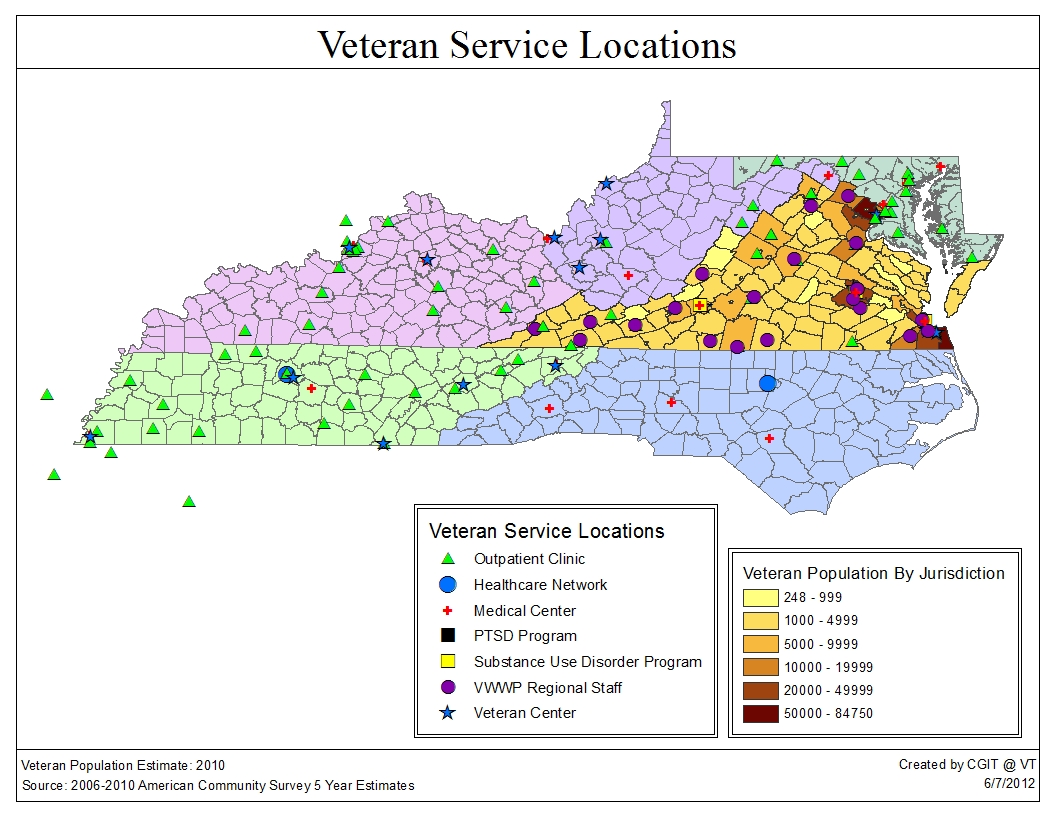 Veteran Service Locations
Veteran Service Locations
Outpatient Clinic
Healthcare Network
Medical Center
PTSD Program
Substance Use Disorder Program
VWWP Regional Staff
Veteran Center
Veteran Population By Jurisdiction
248 - 999
1000 - 4999
5000 - 9999
10000 - 19999
20000 - 49999
50000 - 84750
Veteran Population Estimate: 2010
Source: 2006-2010 American Community Survey 5 Year Estimates
Created by CGIT @ VT
6/7/2012